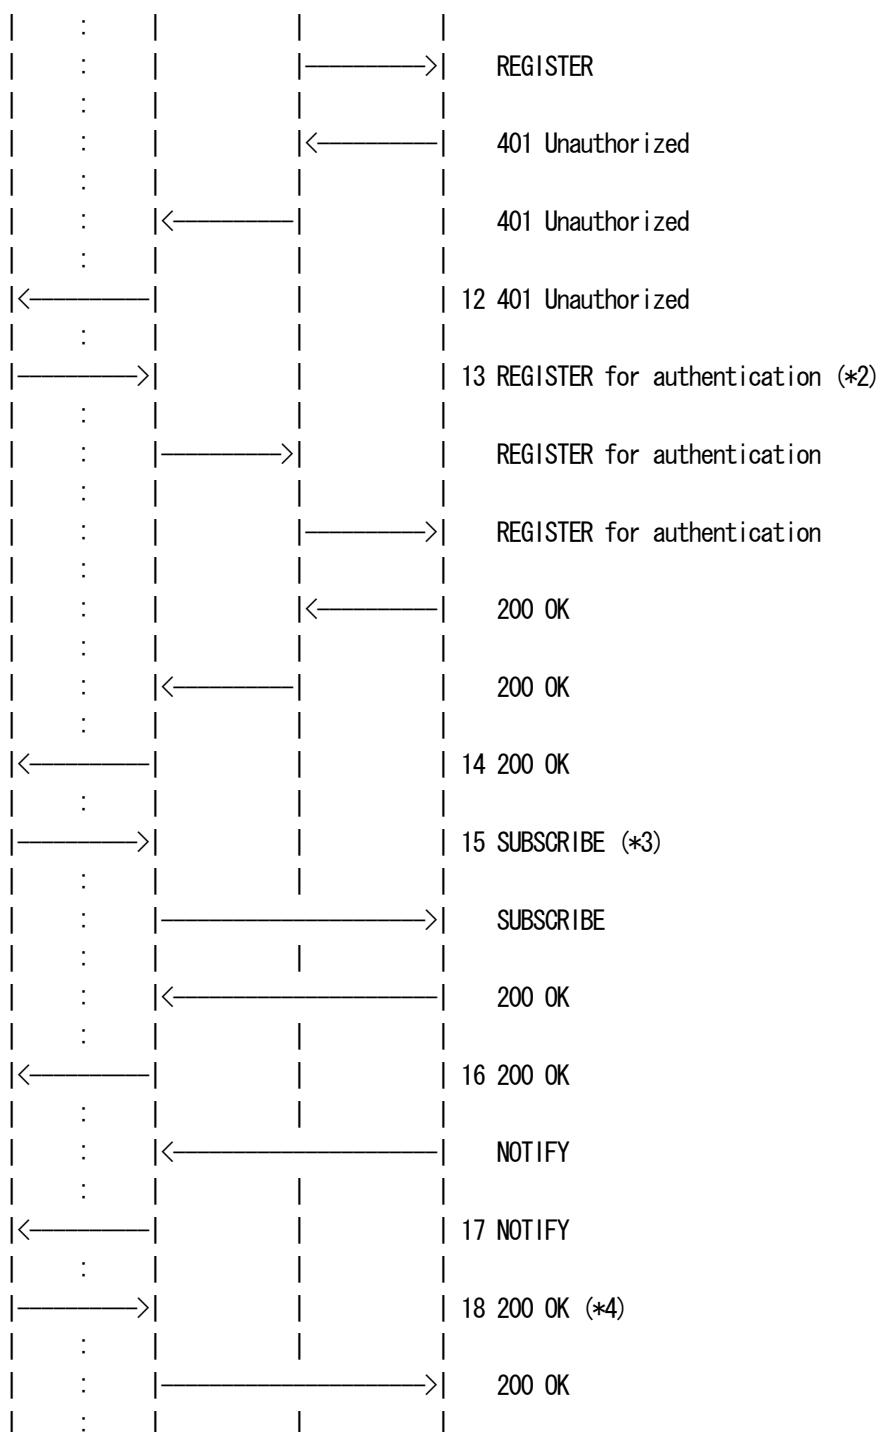 REGISTER
401 Unauthorized
401 Unauthorized
12 401 Unauthorized
13 REGISTER for authentication (*2)
REGISTER for authentication
REGISTER for authentication
200 OK
200 OK
14 200 OK
15 SUBSCRIBE (*3)
SUBSCRIBE
200 OK
16 200 OK
NOTIFY
17 NOTIFY
18 200 OK (*4)
200 OK